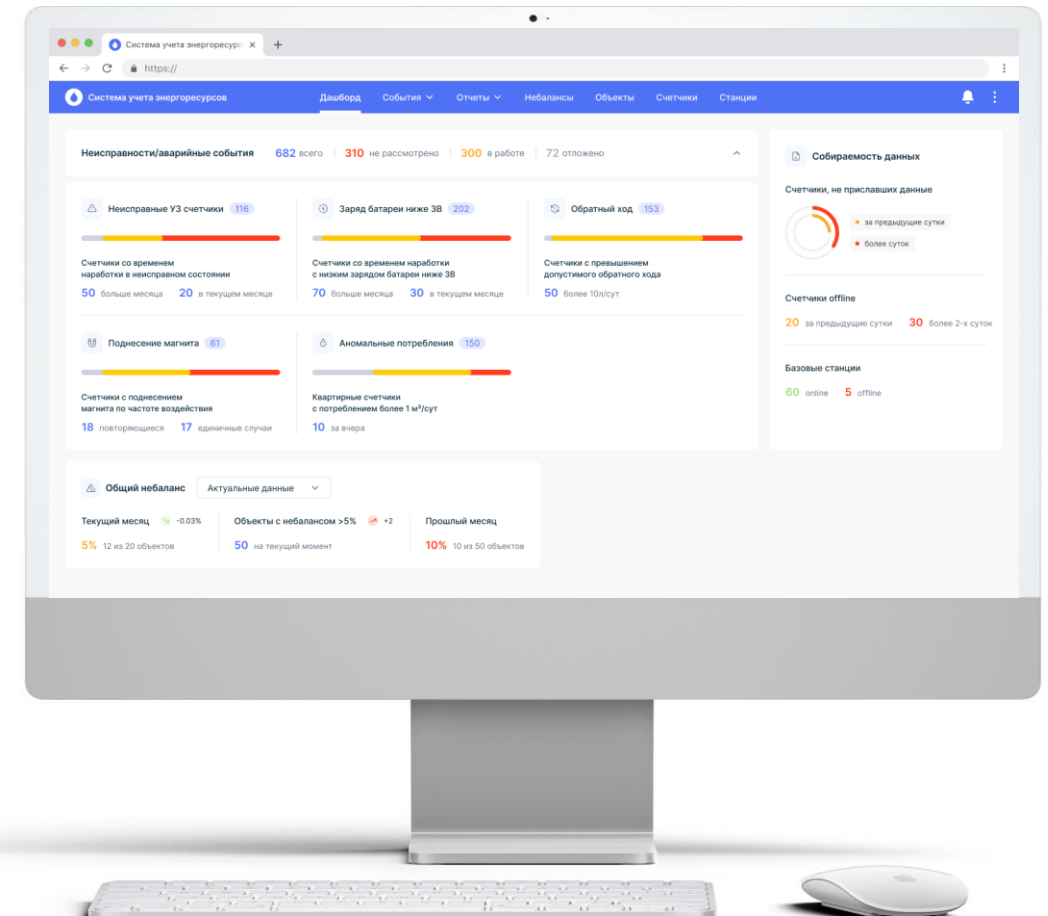 Система учета энергоресурс
https://
Система учета энергоресурсов
Дашборд События Отчеты Небалансы Объекты Счетчики Станции
Неисправности/аварийные события 682 всего 310 не рассмотрено 300 в работе 72 отложено
Неисправные УЗ счетчики 116
Счетчики со временем
наработки в неисправном состоянии
50 больше месяца 20 в текущем месяце
Заряд батареи ниже 3В 202
Счетчики со временем наработки
с низким зарядом батареи ниже 3В
70 больше месяца 30 в текущем месяце
Обратный ход 153
Счетчики с превышением
допустимого обратного хода
50 более 10л/сут
Поднесение магнита 61
Счетчики с поднесением
магнита по частоте воздействия
18 повторяющиеся 17 единичные случаи
Аномальные потребления 150
Квартирные счетчики
с потреблением более 1 м³/сут
10 за вчера
Собираемость данных
Счетчики, не приславших данные
за предыдущие сутки
более суток
Счетчики offline
20 за предыдущие сутки 30 более 2-х суток
Базовые станции
60 online 5 offline
Общий небаланс Актуальные данные
Текущий месяц -0.03%
5% 12 из 20 объектов
Объекты с небалансом >5% +2
50 на текущий момент
Прошлый месяц
10% 10 из 50 объектов